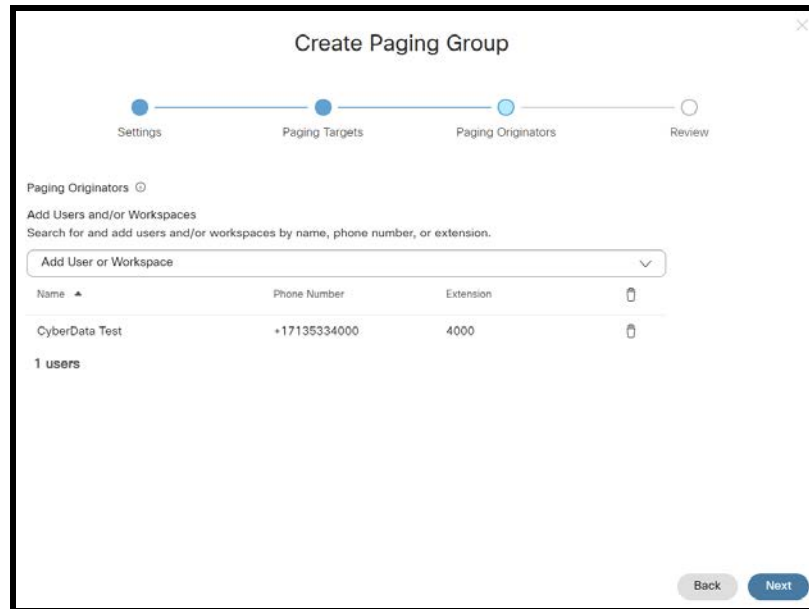 Create Paging Group
Settings
Paging Targets
Paging Originators
Review
Paging Originators
Add Users and/or Workspaces
Search for and add users and/or workspaces by name, phone number, or extension.
Add User or Workspace
Name Phone Number Extension
CyberData Test +17135334000 4000
1 users
Back Next